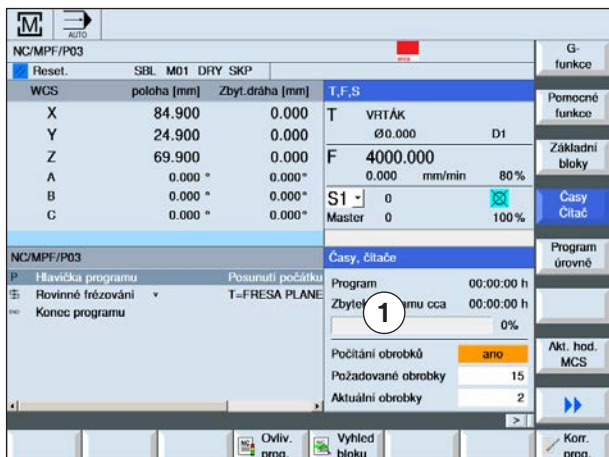 M AUTO
NC/MPF/P03
Reset. SBL M01 DRY SKP
WCS poloha [mm] Zbyt.dráha [mm]
X 84.900 0.000
Y 24.900 0.000
Z 69.900 0.000
A 0.000 ° 0.000°
B 0.000 ° 0.000°
C 0.000 ° 0.000°
T,F,S
T VRTÁK
Ø0.000 D1
F 4000.000
0.000 mm/min 80%
S1 0
Master 0 100%
NC/MPF/P03
P Hlavička programu Posunutí počátku
Rovinné frézování T=FRESA PLANE
END Konec programu
Časy, čítače
Program 00:00:00 h
Zbytek 1 mu cca 00:00:00 h
0%
Počítání obrobků ano
Požadované obrobky 15
Aktuální obrobky 2
>
G-
funkce
Pomocné
funkce
Základní
bloky
Časy
Čítač
Program
úrovně
Akt. hod.
MCS
NC Ovliv.
prog.
NC Vyhled
bloku
Korr.
prog.